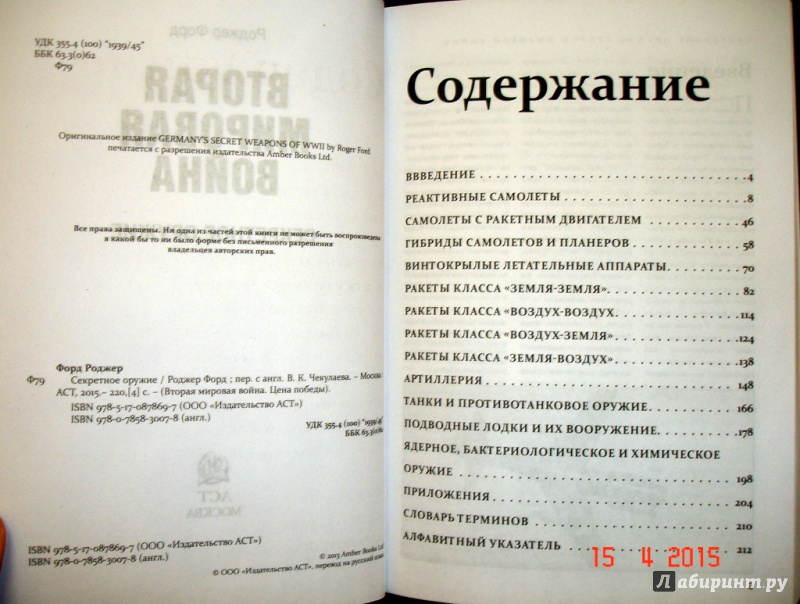 УДК 355.4 (100) "1939/45"
ББК 63.3(0)62
Ф79
Оригинальное издание GERMANY'S SECRET WEAPONS OF WWII by Roger Ford
печатается с разрешения издательства Amber Books Ltd.
Все права защищены. Ни одна из частей этой книги не может быть воспроизведена
в какой бы то ни было форме без письменного разрешения
владельцев авторских прав.
Форд Роджер
Ф79 Секретное оружие / Роджер Форд ; пер. с англ. В. К. Чекулаева. – Москва
АСТ, 2015.– 220,[4] с. – (Вторая мировая война. Цена победы).
ISBN 978-5-17-087869-7 (ООО «Издательство АСТ»)
ISBN 978-0-7858-3007-8 (англ.)
УДК 355.4 (100) "1939/45"
ББК 63.3(0)62
ISBN 978-5-17-087869-7 (ООО «Издательство АСТ»)
ISBN 978-0-7858-3007-8 (англ.)
© 2013 Amber Books Ltd.
© ООО «Издательство АСТ», перевод на русский язык
Содержание
ВВВЕДЕНИЕ . . . 4
РЕАКТИВНЫЕ САМОЛЕТЫ . . . 8
САМОЛЕТЫ С РАКЕТНЫМ ДВИГАТЕЛЕМ . . . 46
ГИБРИДЫ САМОЛЕТОВ И ПЛАНЕРОВ . . . 58
ВИНТОКРЫЛЫЕ ЛЕТАТЕЛЬНЫЕ АППАРАТЫ. . . . 70
РАКЕТЫ КЛАССА «ЗЕМЛЯ-ЗЕМЛЯ». . . . 82
РАКЕТЫ КЛАССА «ВОЗДУХ-ВОЗДУХ. . . . 114
РАКЕТЫ КЛАССА «ВОЗДУХ-ЗЕМЛЯ» . . . 124
РАКЕТЫ КЛАССА «ЗЕМЛЯ-ВОЗДУХ» . . . 138
АРТИЛЛЕРИЯ . . . 148
ТАНКИ И ПРОТИВОТАНКОВОЕ ОРУЖИЕ. . . . 166
ПОДВОДНЫЕ ЛОДКИ И ИХ ВООРУЖЕНИЕ. . . . 178
ЯДЕРНОЕ, БАКТЕРИОЛОГИЧЕСКОЕ И ХИМИЧЕСКОЕ
ОРУЖИЕ . . . 198
ПРИЛОЖЕНИЯ . . . 204
СЛОВАРЬ ТЕРМИНОВ . . . 210
АЛФАВИТНЫЙ УКАЗАТЕЛЬ . . . 212
15 4 2015
Лабиринт.ру